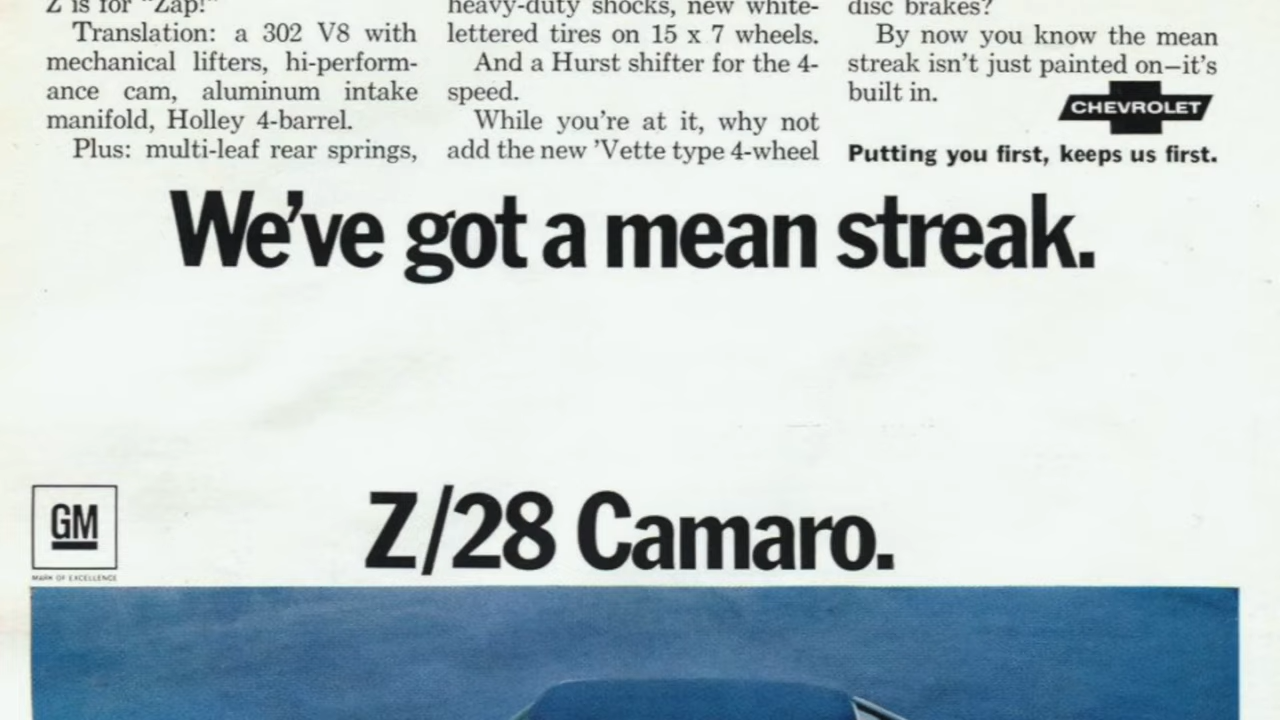 Z is for "Zap!"
Translation: a 302 V8 with
mechanical lifters, hi-perform-
ance cam, aluminum intake
manifold, Holley 4-barrel.
Plus: multi-leaf rear springs,
heavy-duty shocks, new white-
lettered tires on 15 x 7 wheels.
And a Hurst shifter for the 4-
speed.
While you're at it, why not
add the new 'Vette type 4-wheel
disc brakes?
By now you know the mean
streak isn't just painted on—it's
built in.
CHEVROLET
Putting you first, keeps us first.
We've got a mean streak.
GM
MARK OF EXCELLENCE
Z/28 Camaro.